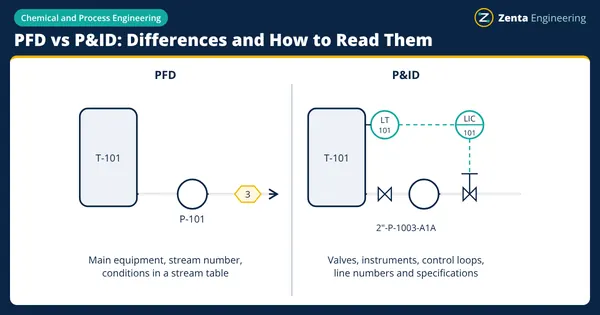 Chemical and Process Engineering
Zenta Engineering
PFD vs P&ID: Differences and How to Read Them
PFD
T-101
P-101
3
Main equipment, stream number,
conditions in a stream table
P&ID
T-101
LT
101
LIC
101
2"-P-1003-A1A
Valves, instruments, control loops,
line numbers and specifications